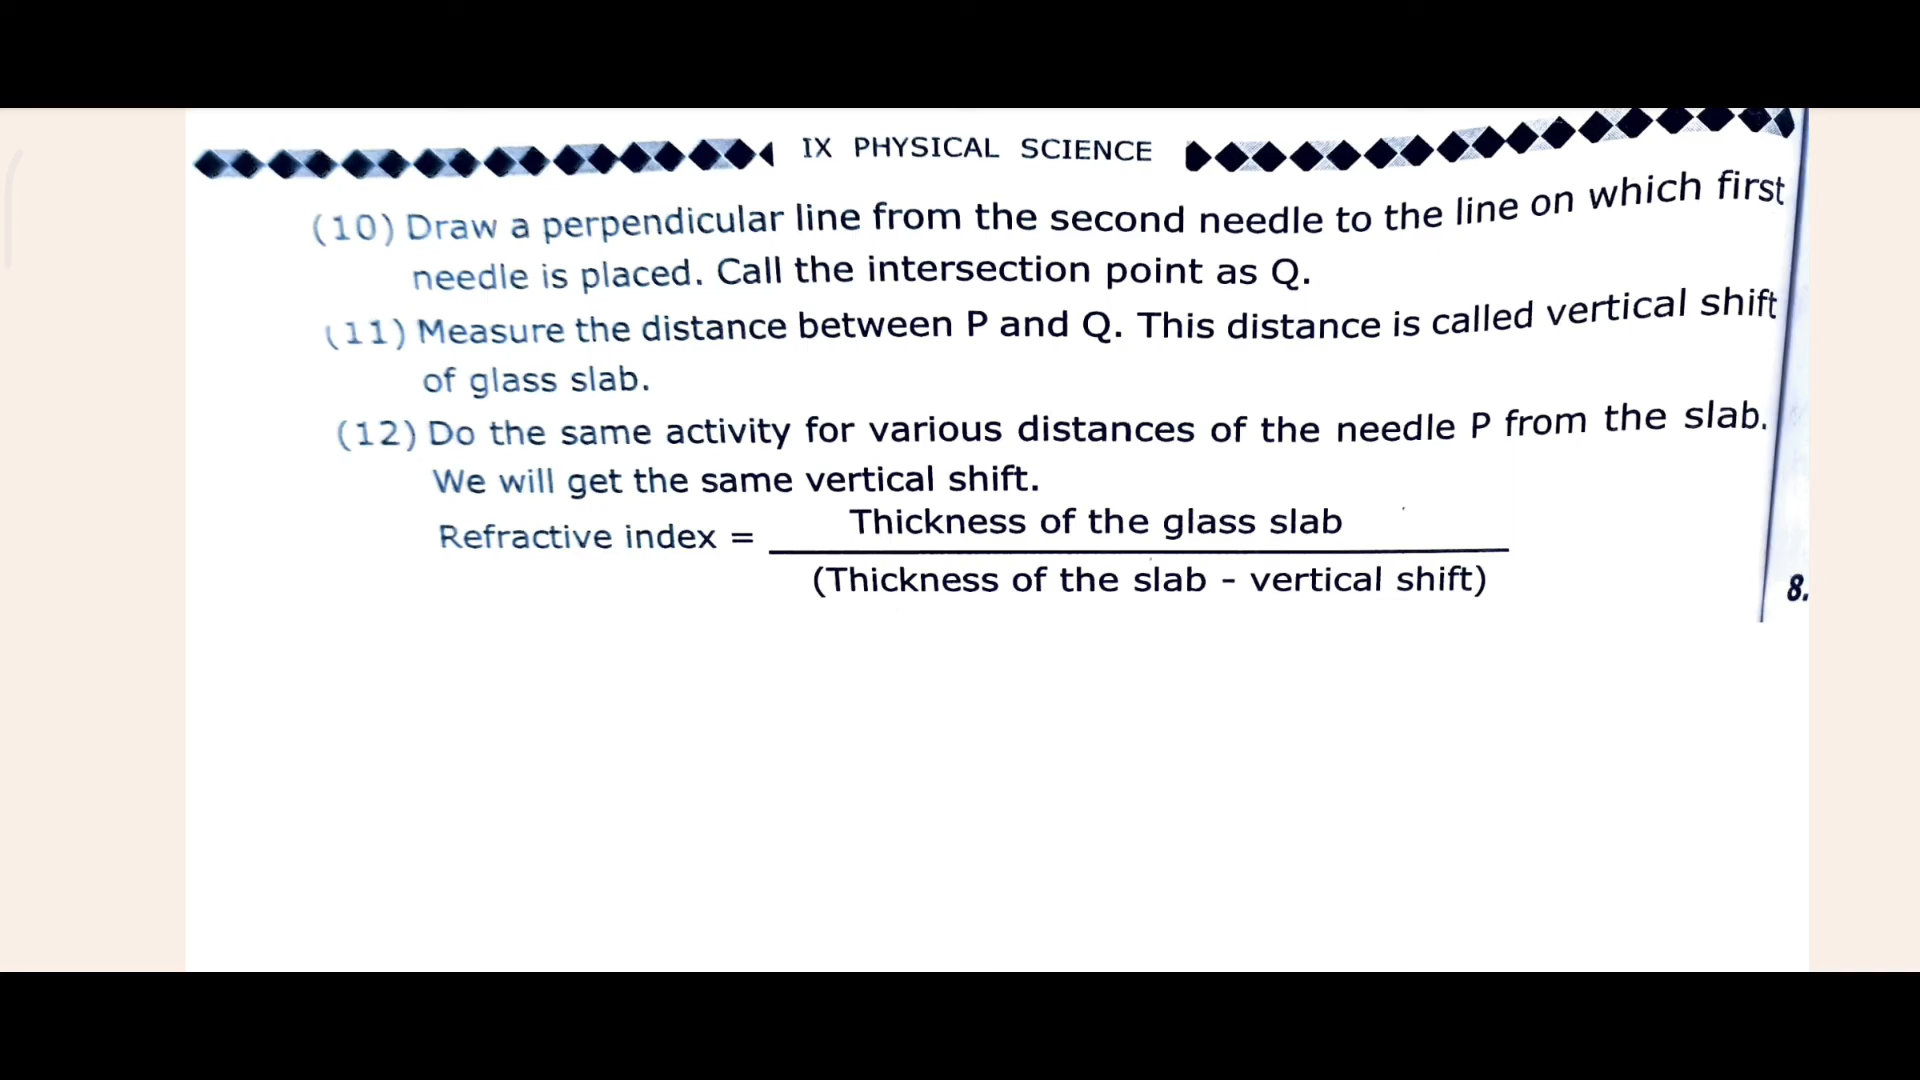 IX PHYSICAL SCIENCE
(10) Draw a perpendicular line from the second needle to the line on which first
needle is placed. Call the intersection point as Q.
(11) Measure the distance between P and Q. This distance is called vertical shift
of glass slab.
(12) Do the same activity for various distances of the needle P from the slab.
We will get the same vertical shift.
Refractive index = Thickness of the glass slab
(Thickness of the slab - vertical shift)
8.